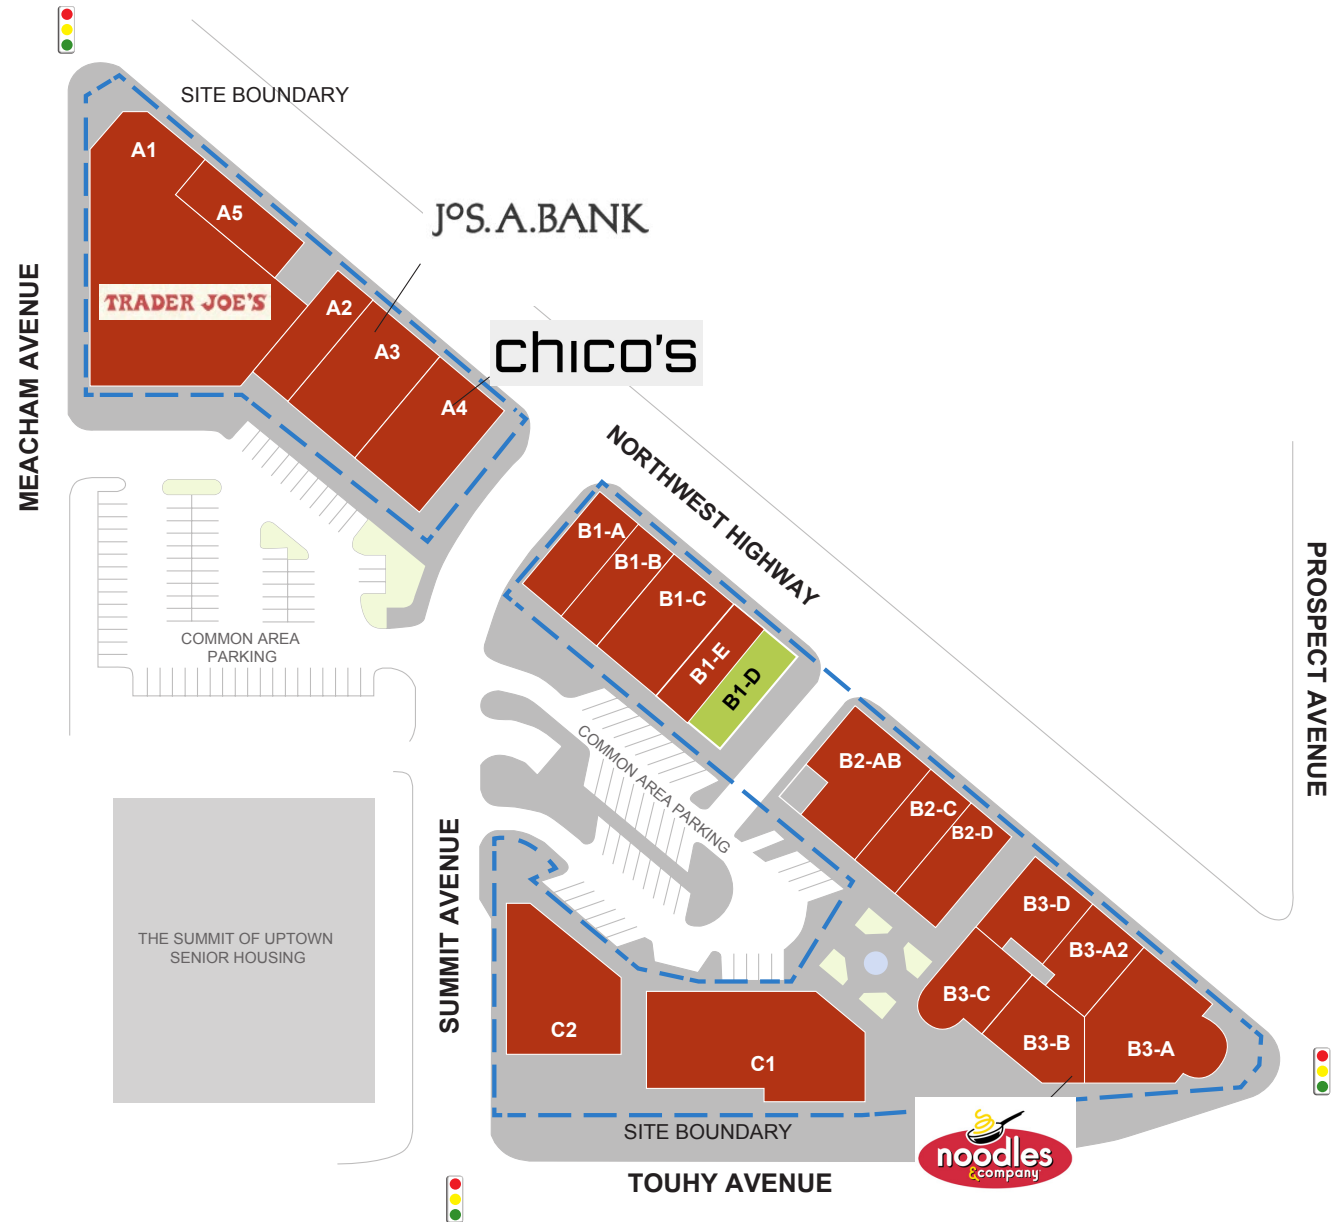 SITE BOUNDARY
A1
A5
JOS. A. BANK
TRADER JOE'S
A2
A3
chico's
A4
MEACHAM AVENUE
NORTHWEST HIGHWAY
PROSPECT AVENUE
B1-A
B1-B
B1-C
B1-E
B1-D
COMMON AREA
PARKING
COMMON AREA PARKING
B2-AB
B2-C
B2-D
SUMMIT AVENUE
THE SUMMIT OF UPTOWN
SENIOR HOUSING
B3-D
B3-A2
B3-C
B3-B
B3-A
C2
C1
SITE BOUNDARY
noodles
&company
TOUHY AVENUE